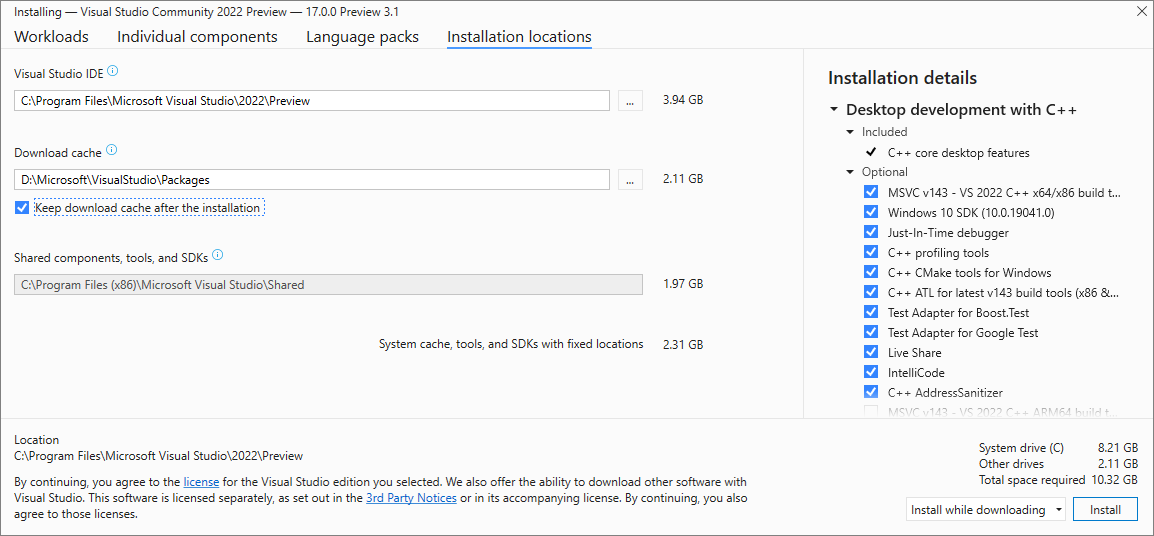 Installing — Visual Studio Community 2022 Preview — 17.0.0 Preview 3.1
Workloads Individual components Language packs Installation locations
Visual Studio IDE
C:\Program Files\Microsoft Visual Studio\2022\Preview ... 3.94 GB
Download cache
D:\Microsoft\VisualStudio\Packages ... 2.11 GB
Keep download cache after the installation
Shared components, tools, and SDKs
C:\Program Files (x86)\Microsoft Visual Studio\Shared 1.97 GB
System cache, tools, and SDKs with fixed locations 2.31 GB
Installation details
Desktop development with C++
Included
C++ core desktop features
Optional
MSVC v143 - VS 2022 C++ x64/x86 build t...
Windows 10 SDK (10.0.19041.0)
Just-In-Time debugger
C++ profiling tools
C++ CMake tools for Windows
C++ ATL for latest v143 build tools (x86 &...
Test Adapter for Boost.Test
Test Adapter for Google Test
Live Share
IntelliCode
C++ AddressSanitizer
MSVC v143 - VS 2022 C++ ARM64 build t...
Location
C:\Program Files\Microsoft Visual Studio\2022\Preview
By continuing, you agree to the license for the Visual Studio edition you selected. We also offer the ability to download other software with
Visual Studio. This software is licensed separately, as set out in the 3rd Party Notices or in its accompanying license. By continuing, you also
agree to those licenses.
System drive (C) 8.21 GB
Other drives 2.11 GB
Total space required 10.32 GB
Install while downloading Install